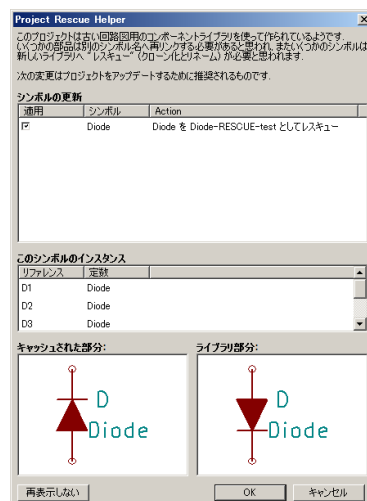 Project Rescue Helper
このプロジェクトは古い回路図用のコンポーネントライブラリを使って作られているようです.
いくつかの部品は別のシンボル名へ再リンクする必要があると思われ, またいくつかのシンボルは
新しいライブラリへ "レスキュー" (クローン化とリネーム) が必要と思われます.
次の変更はプロジェクトをアップデートするために推奨されるものです.
シンボルの更新
適用 シンボル Action
Diode Diode を Diode-RESCUE-test としてレスキュー
このシンボルのインスタンス
リファレンス 定数
D1 Diode
D2 Diode
D3 Diode
キャッシュされた部分: ライブラリ部分:
D D
Diode Diode
再表示しない OK キャンセル